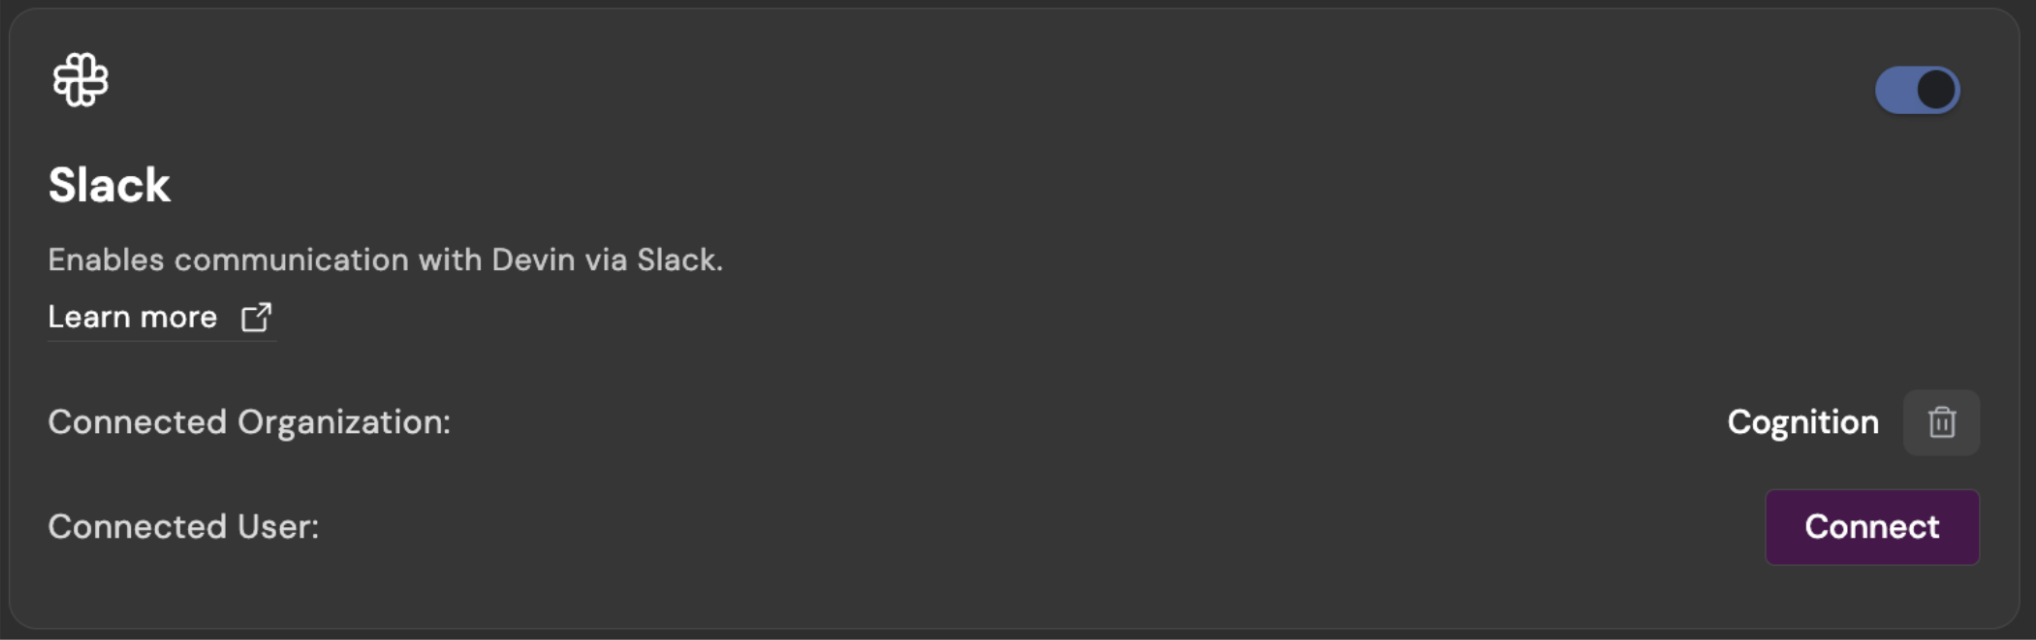 Slack
Enables communication with Devin via Slack.
Learn more
Connected Organization: Cognition
Connected User: Connect